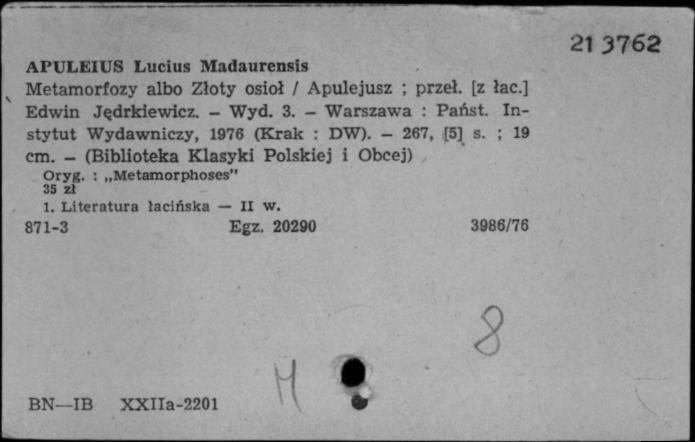 21 3762
APULEIUS Lucius Madaurensis
Metamorfozy albo Złoty osioł / Apulejusz ; przeł. [z łac.]
Edwin Jędrkiewicz. – Wyd. 3. – Warszawa : Państ. In-
stytut Wydawniczy, 1976 (Krak : DW). – 267, [5] s. ; 19
cm. – (Biblioteka Klasyki Polskiej i Obcej)
Oryg. : „Metamorphoses”
35 zł
1. Literatura łacińska — II w.
871-3 Egz. 20290 3986/76
8
M
BN—IB XXIIa-2201